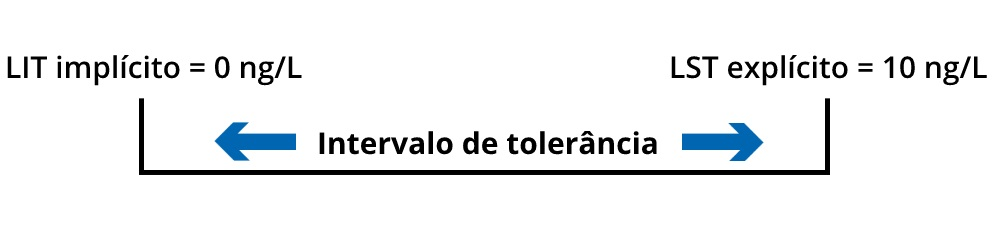 LIT implícito = 0 ng/L
LST explícito = 10 ng/L
Intervalo de tolerância